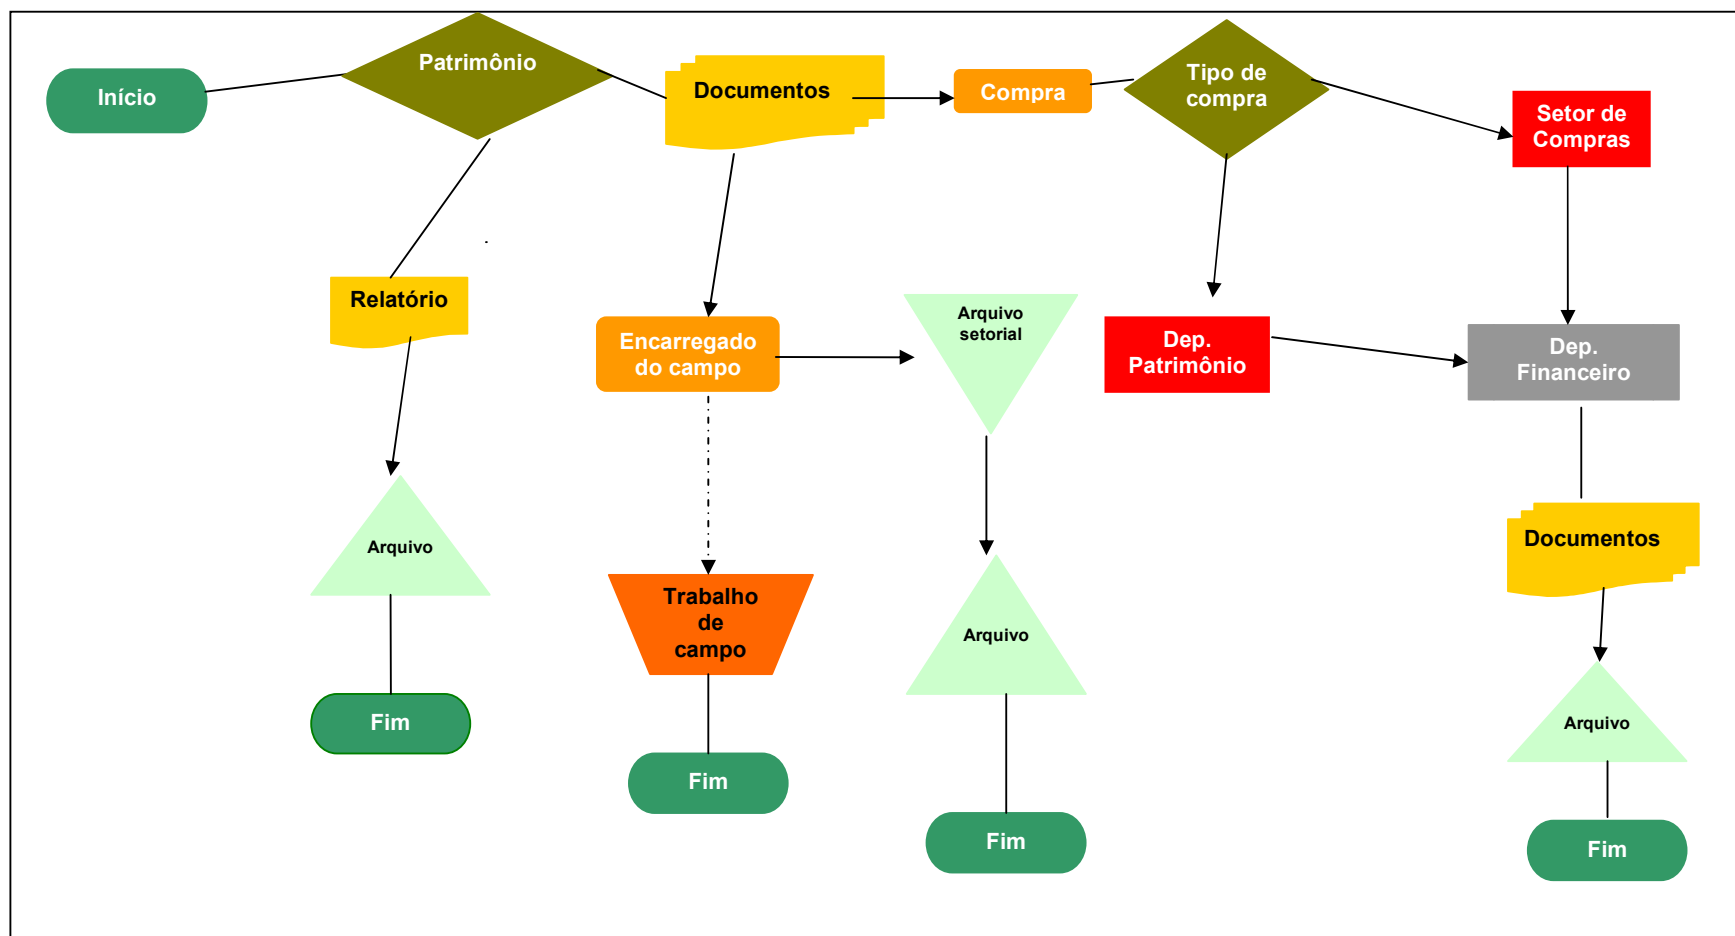 Início
Patrimônio
Documentos
Compra
Tipo de
compra
Setor de
Compras
Relatório
Encarregado
do campo
Arquivo
setorial
Dep.
Patrimônio
Dep.
Financeiro
Arquivo
Trabalho
de
campo
Arquivo
Documentos
Arquivo
Fim
Fim
Fim
Fim